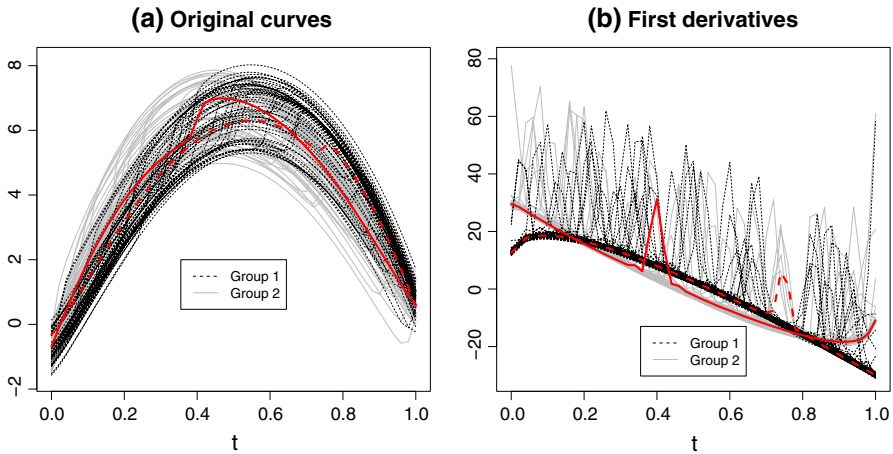 (a) Original curves
8
6
4
2
0
−2
0.0 0.2 0.4 0.6 0.8 1.0
t
Group 1
Group 2
(b) First derivatives
80
60
40
20
0
−20
0.0 0.2 0.4 0.6 0.8 1.0
t
Group 1
Group 2